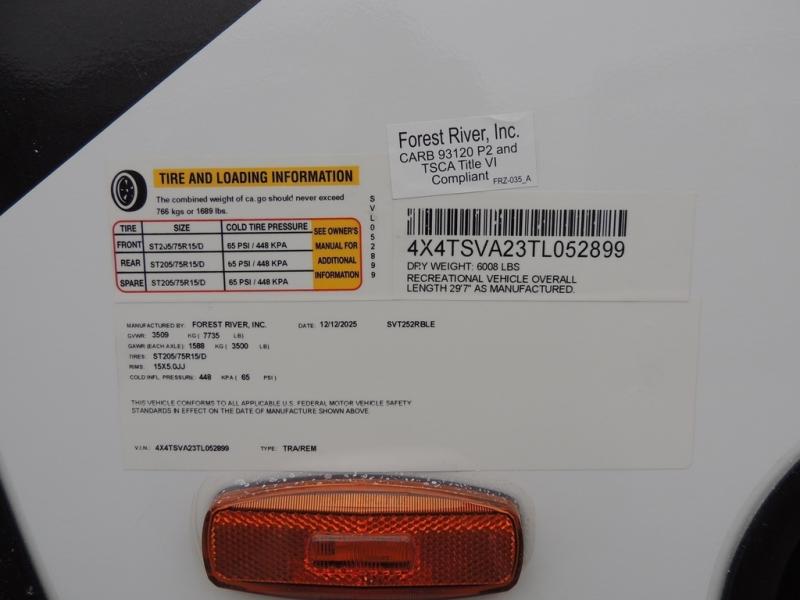 Forest River, Inc.
CARB 93120 P2 and
TSCA Title VI
Compliant FRZ-035_A
TIRE AND LOADING INFORMATION
The combined weight of ca.go should never exceed
766 kgs or 1689 lbs.
TIRE SIZE COLD TIRE PRESSURE SEE OWNER'S MANUAL FOR ADDITIONAL INFORMATION
FRONT ST205/75R15/D 65 PSI / 448 KPA
REAR ST205/75R15/D 65 PSI / 448 KPA
SPARE ST205/75R15/D 65 PSI / 448 KPA
SVL052899
4X4TSVA23TL052899
DRY WEIGHT: 6008 LBS
RECREATIONAL VEHICLE OVERALL
LENGTH 29'7" AS MANUFACTURED.
MANUFACTURED BY: FOREST RIVER, INC. DATE: 12/12/2025 SVT252RBLE
GVWR: 3509 KG ( 7735 LB)
GAWR (EACH AXLE): 1588 KG ( 3500 LB)
TIRES: ST205/75R15/D
RIMS: 15X5.0JJ
COLD INFL. PRESSURE: 448 KPA ( 65 PSI )
THIS VEHICLE CONFORMS TO ALL APPLICABLE U.S. FEDERAL MOTOR VEHICLE SAFETY
STANDARDS IN EFFECT ON THE DATE OF MANUFACTURE SHOWN ABOVE.
V.I.N.: 4X4TSVA23TL052899 TYPE: TRA/REM